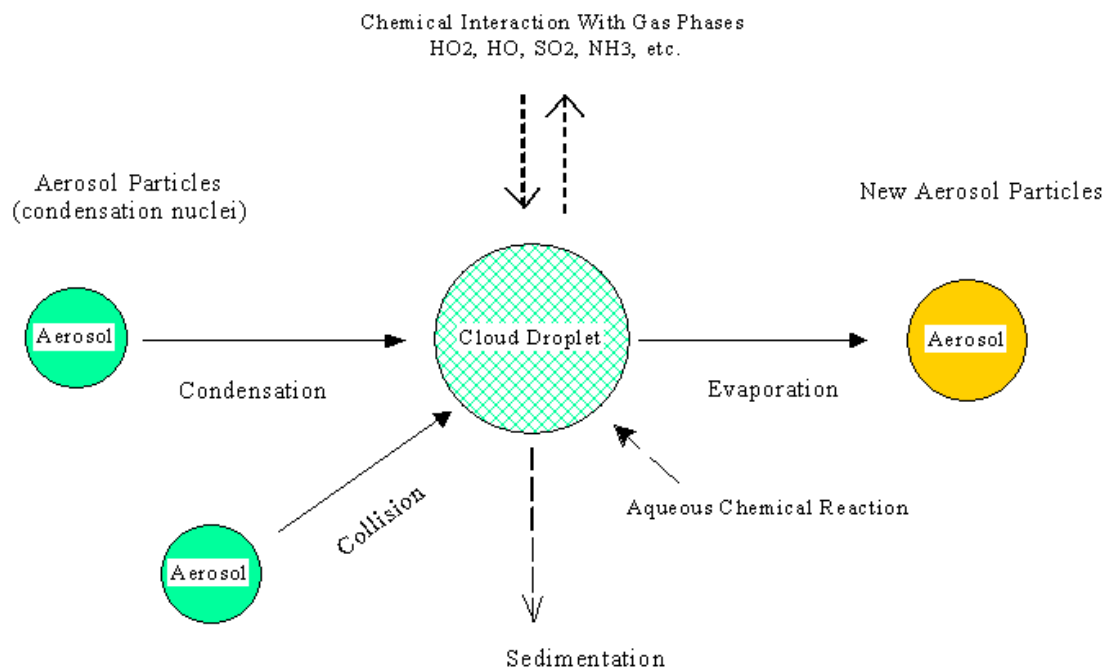 Chemical Interaction With Gas Phases
HO2, HO, SO2, NH3, etc.
Aerosol Particles
(condensation nuclei)
New Aerosol Particles
Aerosol
Cloud Droplet
Aerosol
Condensation
Evaporation
Collision
Aqueous Chemical Reaction
Aerosol
Sedimentation